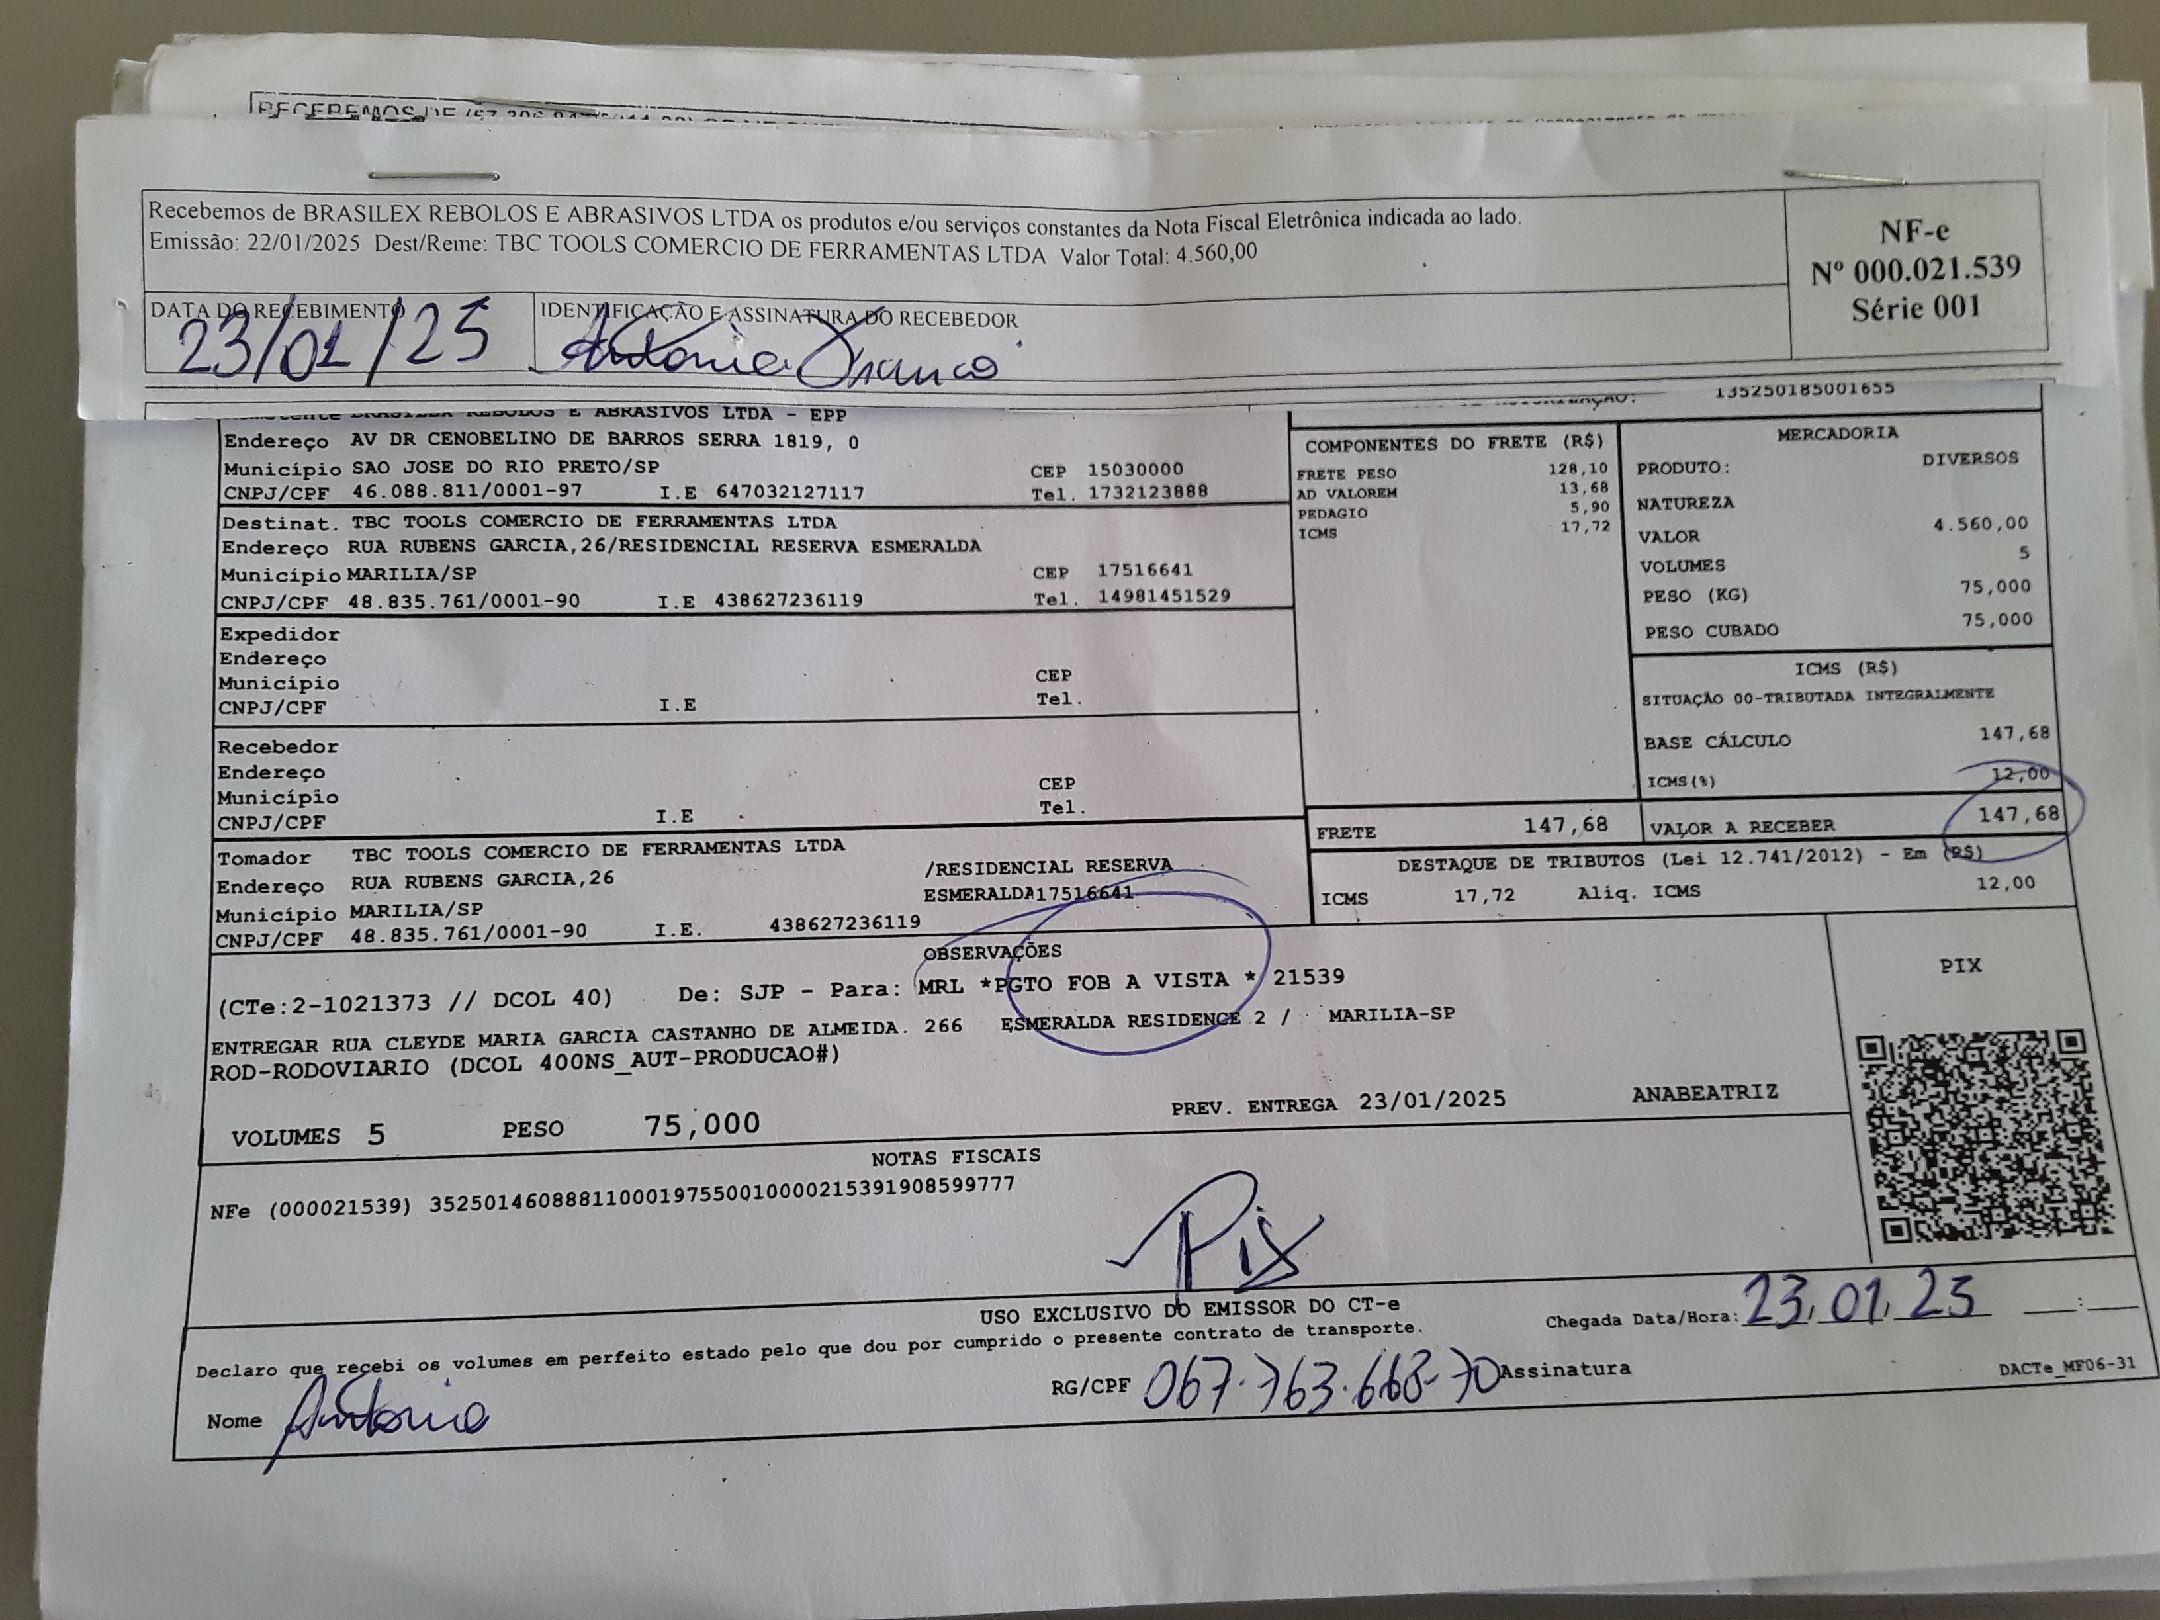 RECEBEMOS DE
Recebemos de BRASILEX REBOLOS E ABRASIVOS LTDA os produtos e/ou serviços constantes da Nota Fiscal Eletrônica indicada ao lado.
Emissão: 22/01/2025 Dest/Reme: TBC TOOLS COMERCIO DE FERRAMENTAS LTDA Valor Total: 4.560,00
NF-e
Nº 000.021.539
Série 001
DATA DO RECEBIMENTO
23/01/25
IDENTIFICAÇÃO E ASSINATURA DO RECEBEDOR
Antonio Franco
135250185001655
BRASILEX REBOLOS E ABRASIVOS LTDA - EPP
Endereço AV DR CENOBELINO DE BARROS SERRA 1819, 0
Município SAO JOSE DO RIO PRETO/SP CEP 15030000
CNPJ/CPF 46.088.811/0001-97 I.E 647032127117 Tel. 1732123888
Destinat. TBC TOOLS COMERCIO DE FERRAMENTAS LTDA
Endereço RUA RUBENS GARCIA,26/RESIDENCIAL RESERVA ESMERALDA
Município MARILIA/SP CEP 17516641
CNPJ/CPF 48.835.761/0001-90 I.E 438627236119 Tel. 14981451529
Expedidor
Endereço
Município CEP
CNPJ/CPF I.E Tel.
Recebedor
Endereço
Município CEP
CNPJ/CPF I.E Tel.
Tomador TBC TOOLS COMERCIO DE FERRAMENTAS LTDA
Endereço RUA RUBENS GARCIA,26 /RESIDENCIAL RESERVA
ESMERALDA17516641
Município MARILIA/SP
CNPJ/CPF 48.835.761/0001-90 I.E. 438627236119
COMPONENTES DO FRETE (R$)
FRETE PESO 128,10
AD VALOREM 13,68
PEDAGIO 5,90
ICMS 17,72
MERCADORIA
PRODUTO: DIVERSOS
NATUREZA
VALOR 4.560,00
VOLUMES 5
PESO (KG) 75,000
PESO CUBADO 75,000
ICMS (R$)
SITUAÇÃO 00-TRIBUTADA INTEGRALMENTE
BASE CÁLCULO 147,68
ICMS(%) 12,00
FRETE 147,68 VALOR A RECEBER 147,68
DESTAQUE DE TRIBUTOS (Lei 12.741/2012) - Em (R$)
ICMS 17,72 Aliq. ICMS 12,00
OBSERVAÇÕES
(CTe:2-1021373 // DCOL 40) De: SJP - Para: MRL *PGTO FOB A VISTA * 21539
ENTREGAR RUA CLEYDE MARIA GARCIA CASTANHO DE ALMEIDA. 266 ESMERALDA RESIDENCE 2 / MARILIA-SP
ROD-RODOVIARIO (DCOL 400NS_AUT-PRODUCAO#)
VOLUMES 5 PESO 75,000 PREV. ENTREGA 23/01/2025 ANABEATRIZ
PIX
NOTAS FISCAIS
NFe (000021539) 35250146088811000197550010000215391908599777
Pix
USO EXCLUSIVO DO EMISSOR DO CT-e
Declaro que recebi os volumes em perfeito estado pelo que dou por cumprido o presente contrato de transporte.
Chegada Data/Hora: 23/01/25 ___:___
Nome Antonio RG/CPF 067.763.668-70 Assinatura
DACTe_MF06-31